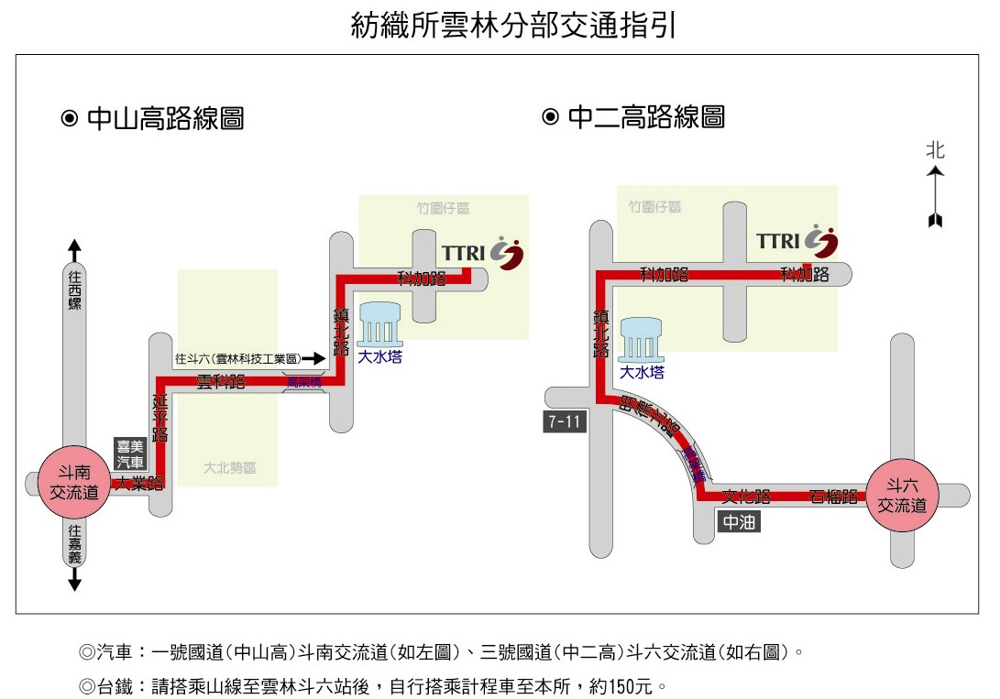 紡織所雲林分部交通指引
◉ 中山高路線圖
◉ 中二高路線圖
北
竹圍仔區
TTRI
科加路
往西螺
鎮北路
大水塔
往斗六(雲林科技工業區)
雲科路
高架橋
延平路
喜美
汽車
大北勢區
斗南
交流道
大業路
往嘉義
竹圍仔區
TTRI
科加路
科加路
鎮北路
大水塔
7-11
明德北路
高架橋
文化路
石榴路
斗六
交流道
中油
◎汽車：一號國道(中山高)斗南交流道(如左圖)、三號國道(中二高)斗六交流道(如右圖)。
◎台鐵：請搭乘山線至雲林斗六站後，自行搭乘計程車至本所，約150元。